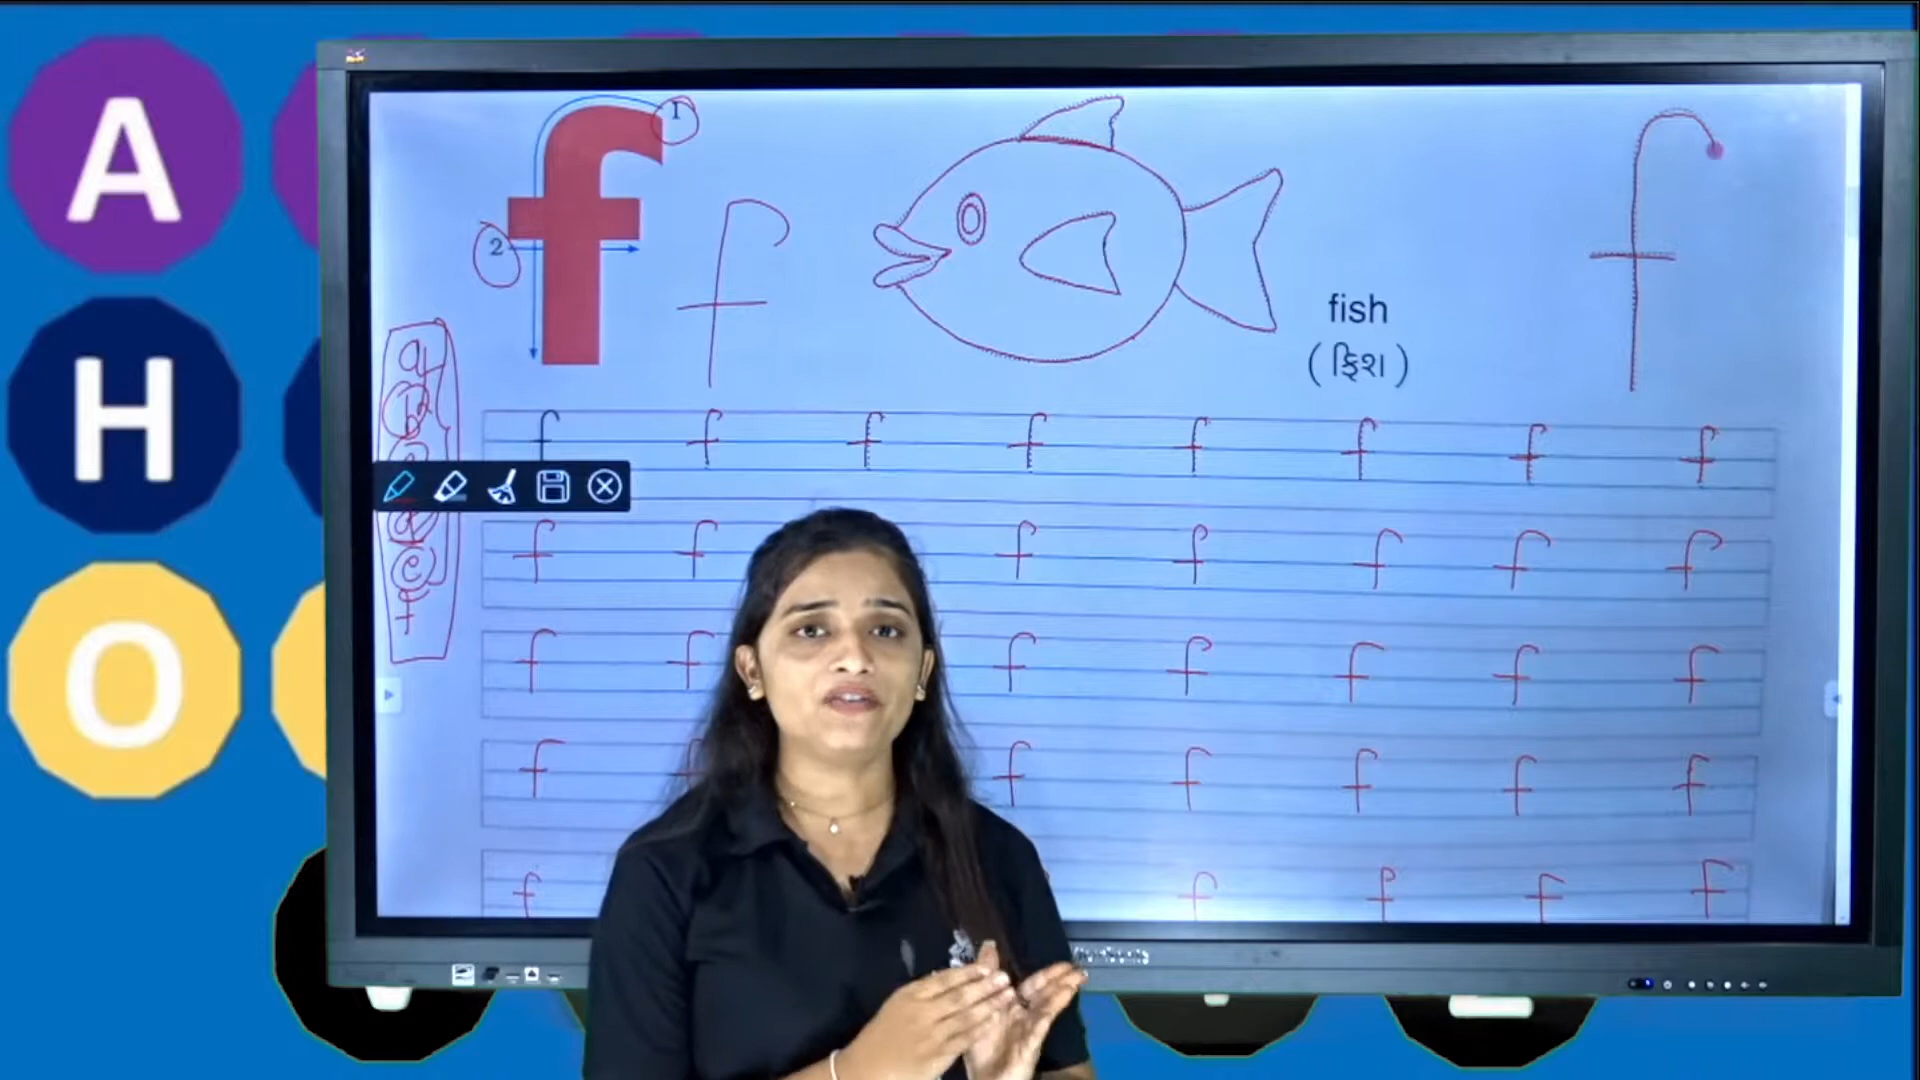 A
H
O
f
1
2
f
f
fish
(ફિશ)
a
b
e
f
f f f f f f f f
f f f f f f f
f f f f f f f
f f f f f f
f f f f f